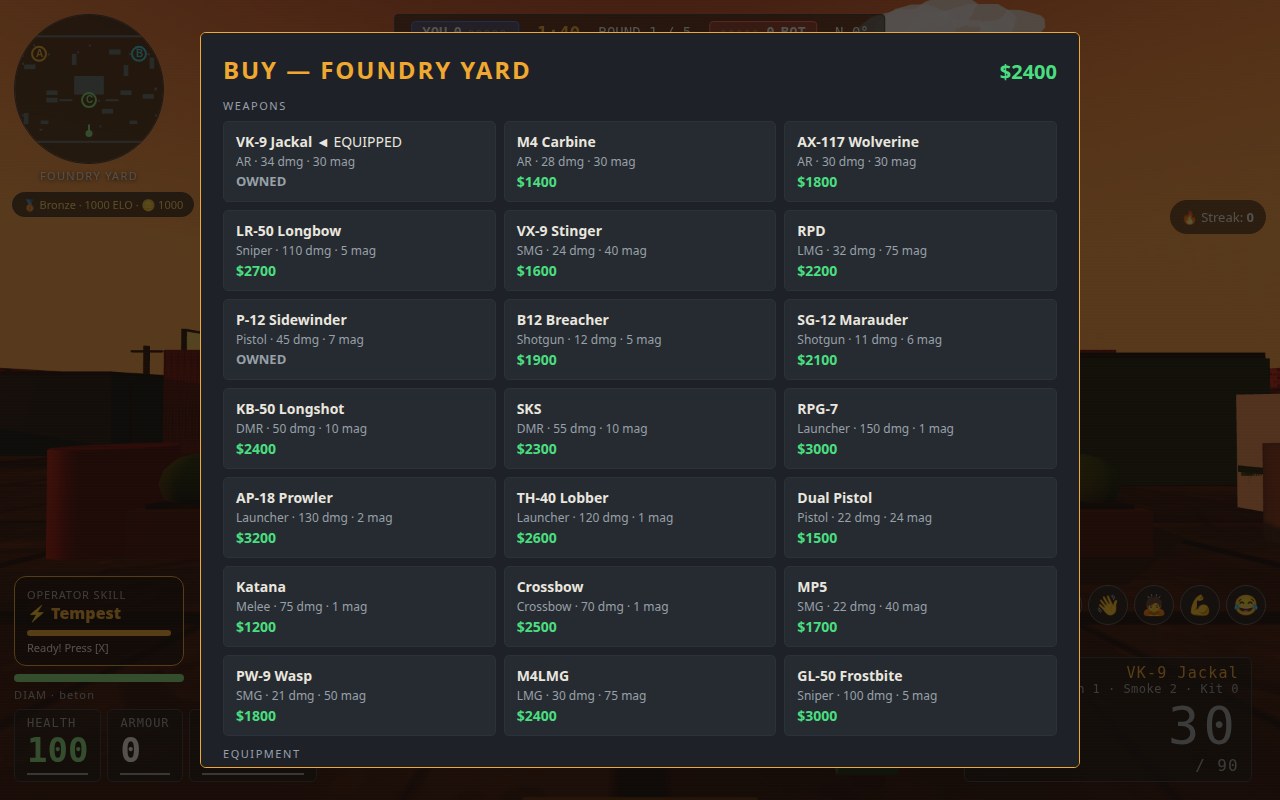 YOU 0
1:40
ROUND 1 / 5
0 BOT
N 0°
A
B
C
FOUNDRY YARD
Bronze · 1000 ELO · 1000
Streak: 0
BUY — FOUNDRY YARD
$2400
WEAPONS
VK-9 Jackal ◄ EQUIPPED
AR · 34 dmg · 30 mag
OWNED
M4 Carbine
AR · 28 dmg · 30 mag
$1400
AX-117 Wolverine
AR · 30 dmg · 30 mag
$1800
LR-50 Longbow
Sniper · 110 dmg · 5 mag
$2700
VX-9 Stinger
SMG · 24 dmg · 40 mag
$1600
RPD
LMG · 32 dmg · 75 mag
$2200
P-12 Sidewinder
Pistol · 45 dmg · 7 mag
OWNED
B12 Breacher
Shotgun · 12 dmg · 5 mag
$1900
SG-12 Marauder
Shotgun · 11 dmg · 6 mag
$2100
KB-50 Longshot
DMR · 50 dmg · 10 mag
$2400
SKS
DMR · 55 dmg · 10 mag
$2300
RPG-7
Launcher · 150 dmg · 1 mag
$3000
AP-18 Prowler
Launcher · 130 dmg · 2 mag
$3200
TH-40 Lobber
Launcher · 120 dmg · 1 mag
$2600
Dual Pistol
Pistol · 22 dmg · 24 mag
$1500
Katana
Melee · 75 dmg · 1 mag
$1200
Crossbow
Crossbow · 70 dmg · 1 mag
$2500
MP5
SMG · 22 dmg · 40 mag
$1700
PW-9 Wasp
SMG · 21 dmg · 50 mag
$1800
M4LMG
LMG · 30 dmg · 75 mag
$2400
GL-50 Frostbite
Sniper · 100 dmg · 5 mag
$3000
EQUIPMENT
OPERATOR SKILL
⚡ Tempest
Ready! Press [X]
DIAM · beton
HEALTH
100
ARMOUR
0
VK-9 Jackal
1 · Smoke 2 · Kit 0
30
/ 90